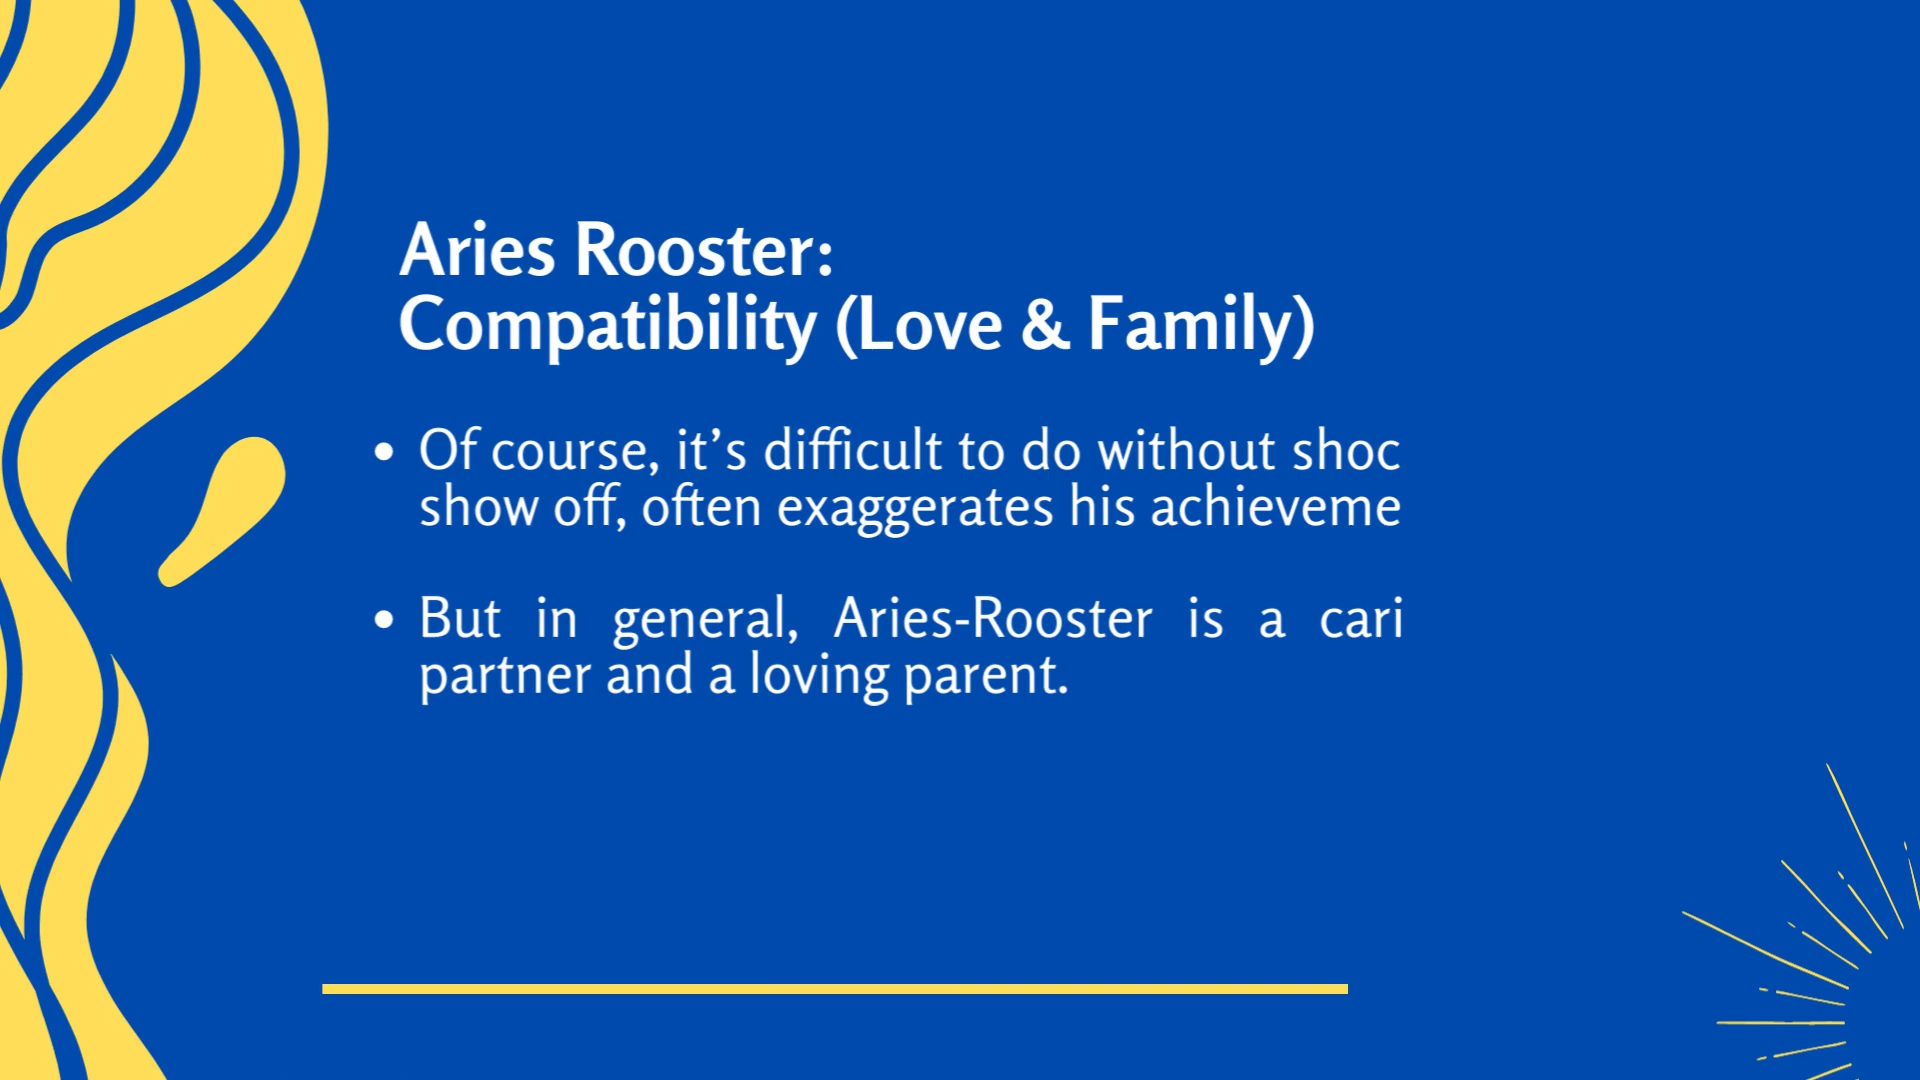 Aries Rooster:
Compatibility (Love & Family)
• Of course, it’s difficult to do without shoc
show off, often exaggerates his achieveme
• But in general, Aries-Rooster is a cari
partner and a loving parent.